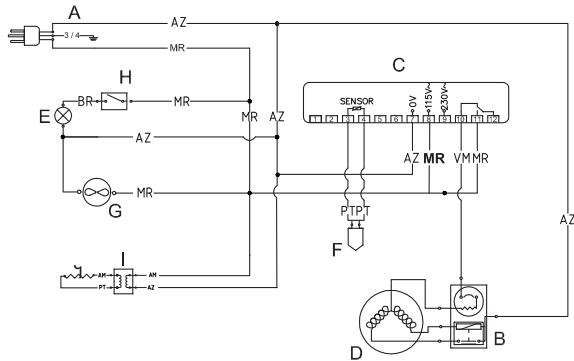 A
AZ
3 / 4
MR
C
H
SENSOR
0V
115V~
230V~
E
BR
MR
1 2 3 4 5 6 7 8 9 10 11 12
MR
AZ
AZ
AZ
MR
VM
MR
G
MR
PT
PT
AZ
F
I
AM
AM
PT
AZ
J
B
D